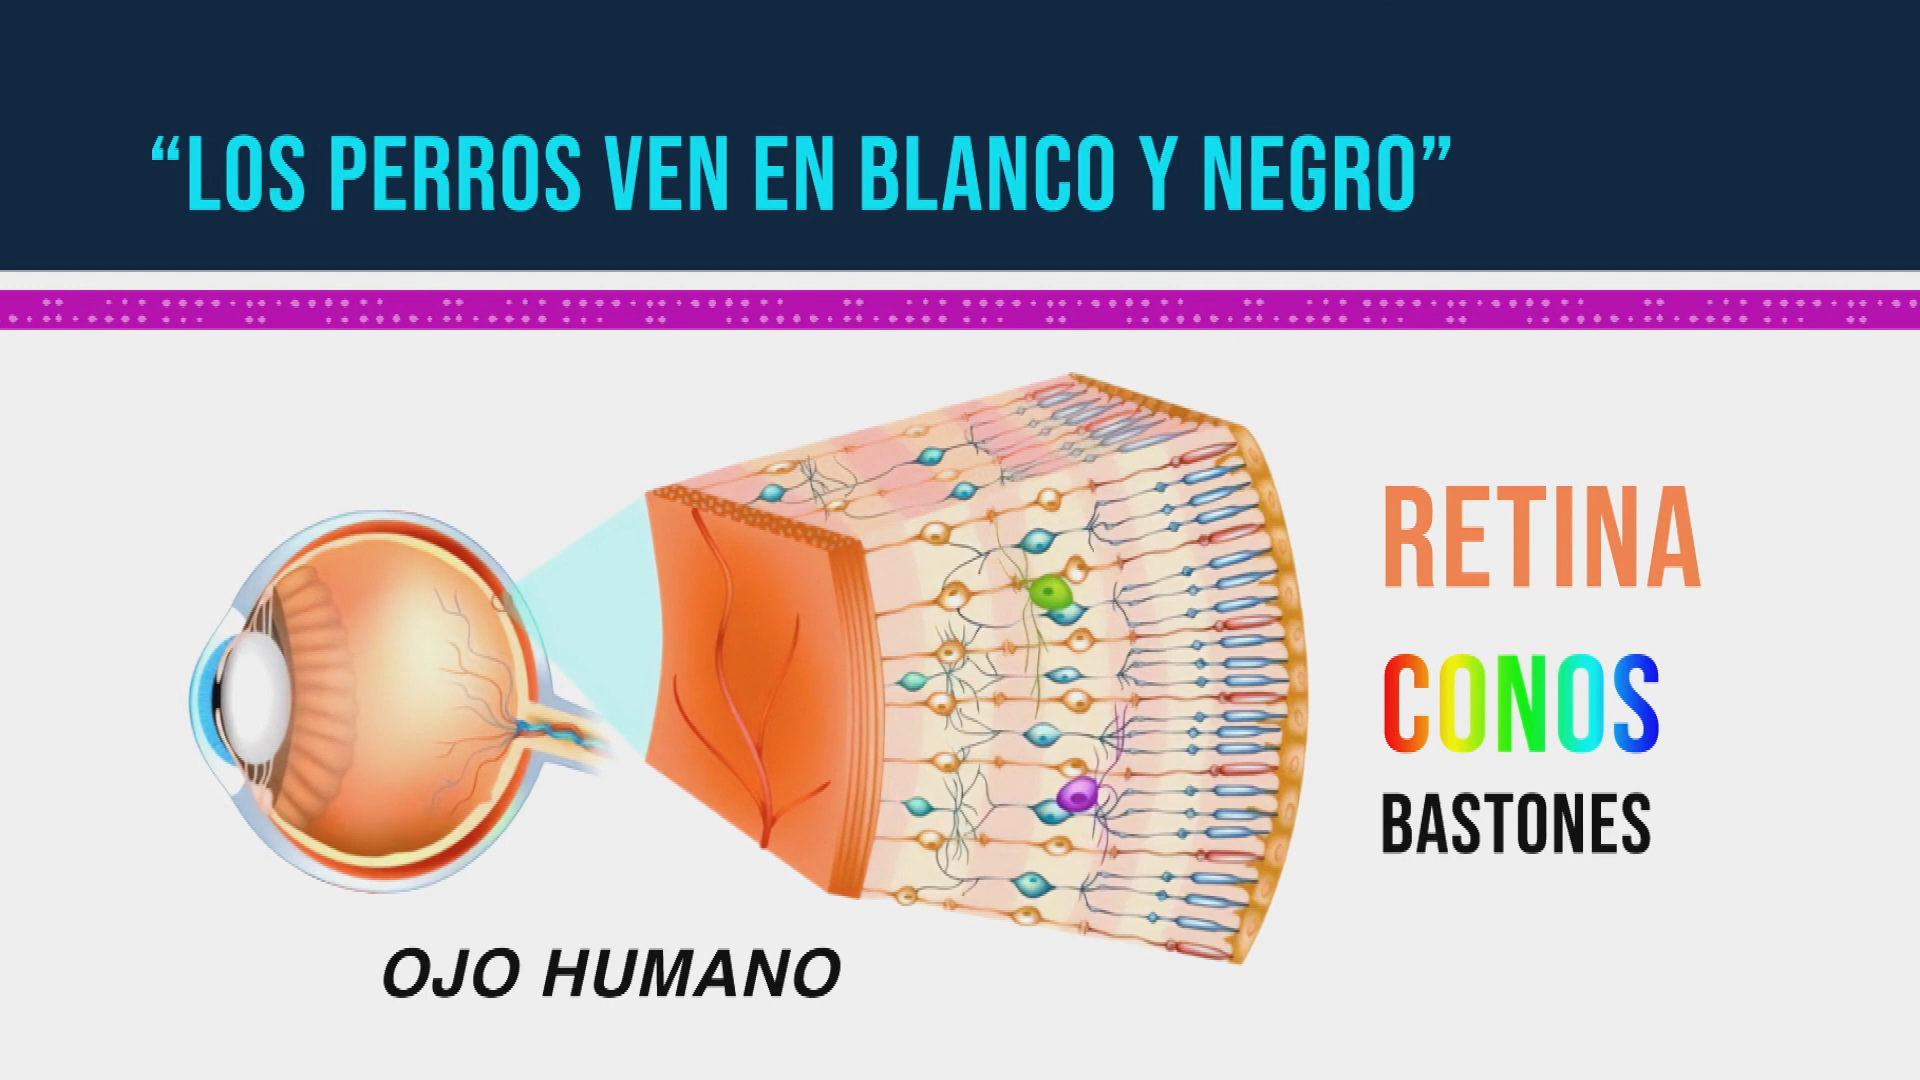 “LOS PERROS VEN EN BLANCO Y NEGRO”
RETINA
CONOS
BASTONES
OJO HUMANO